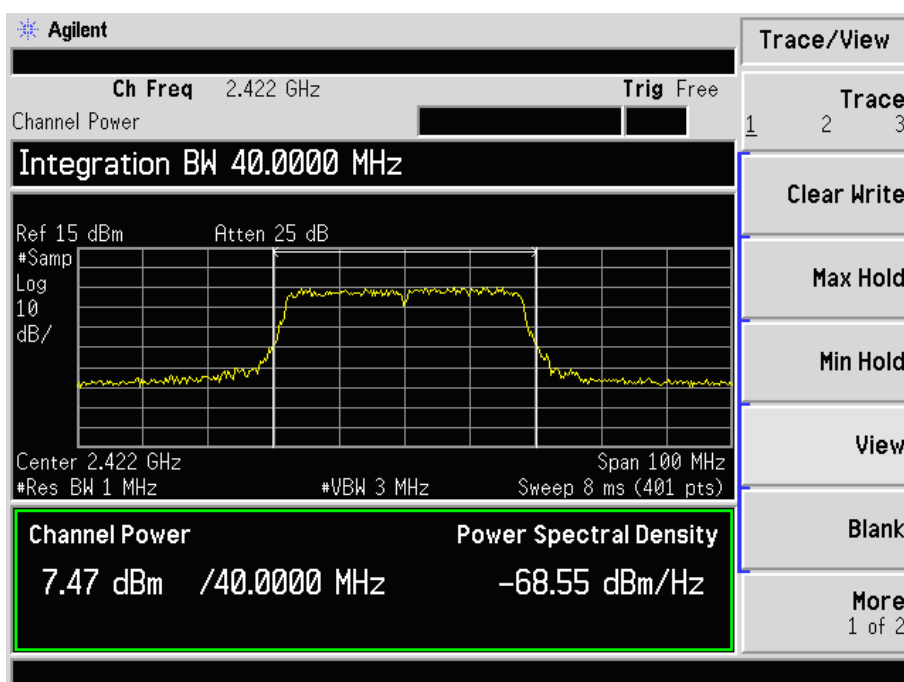 Agilent
Trace/View
Ch Freq 2.422 GHz Trig Free
Channel Power
Trace
1 2 3
Integration BW 40.0000 MHz
Clear Write
Ref 15 dBm Atten 25 dB
#Samp
Log
10
dB/
Max Hold
Min Hold
View
Center 2.422 GHz Span 100 MHz
#Res BW 1 MHz #VBW 3 MHz Sweep 8 ms (401 pts)
Blank
Channel Power Power Spectral Density
7.47 dBm /40.0000 MHz -68.55 dBm/Hz
More
1 of 2